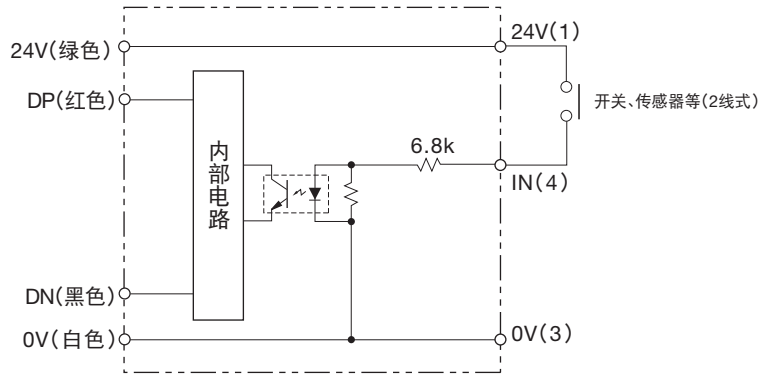 24V(绿色)
24V(1)
DP(红色)
开关、传感器等(2线式)
内部电路
6.8k
IN(4)
DN(黑色)
0V(白色)
0V(3)